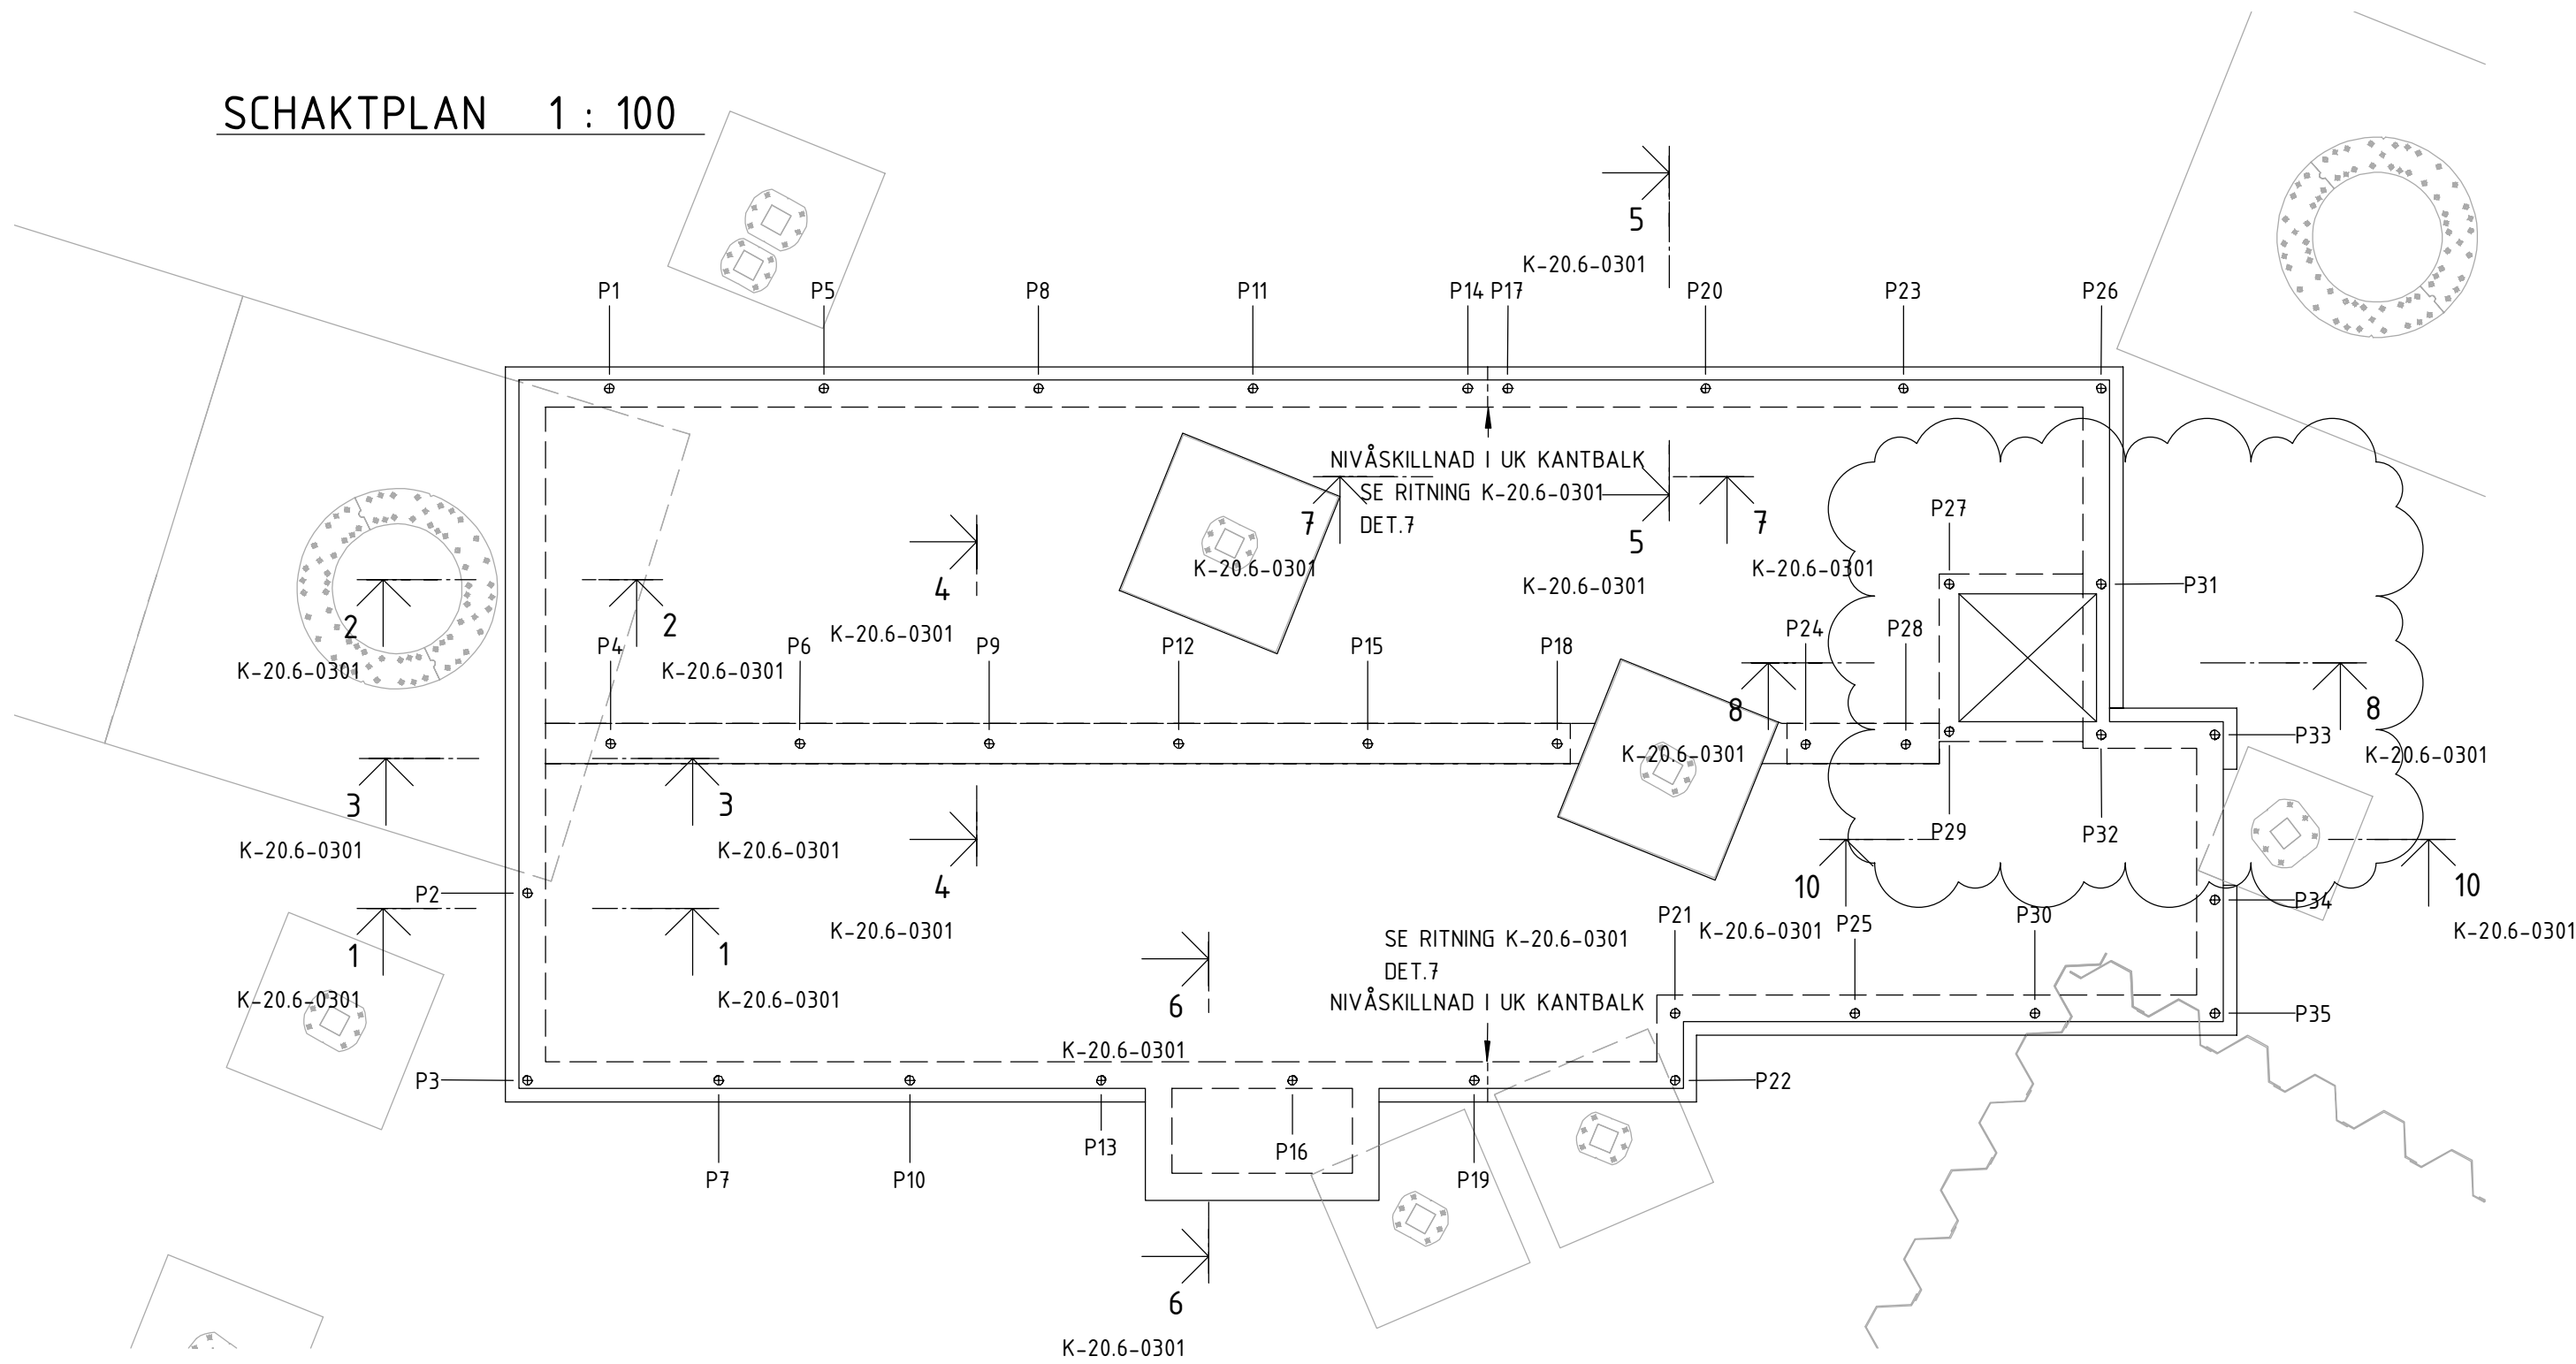 SCHAKTPLAN 1 : 100
5
K-20.6-0301
P1 P5 P8 P11 P14 P17 P20 P23 P26
NIVÅSKILLNAD I UK KANTBALK
SE RITNING K-20.6-0301
DET.7
7
5
7
P27
K-20.6-0301
K-20.6-0301
K-20.6-0301
4
P31
2
2
K-20.6-0301
P4 P6 P9 P12 P15 P18 P24 P28
K-20.6-0301
K-20.6-0301
8
8
P33
K-20.6-0301
K-20.6-0301
3
3
P29
P32
K-20.6-0301
K-20.6-0301
4
10
10
P2
P34
P21
P25
P30
K-20.6-0301
K-20.6-0301
K-20.6-0301
SE RITNING K-20.6-0301
DET.7
NIVÅSKILLNAD I UK KANTBALK
1
1
K-20.6-0301
K-20.6-0301
6
P35
K-20.6-0301
P3
P22
P13
P16
P7
P10
P19
6
K-20.6-0301